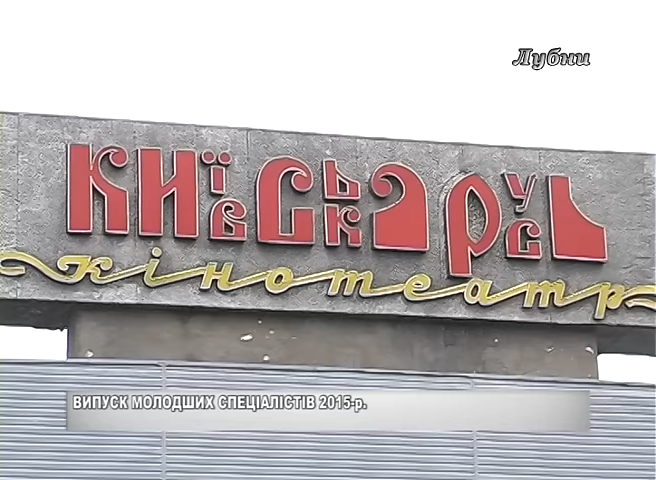 Лубни
КИЇВСЬКА РУСЬ
кінотеатр
ВИПУСК МОЛОДШИХ СПЕЦІАЛІСТІВ 2015-р.